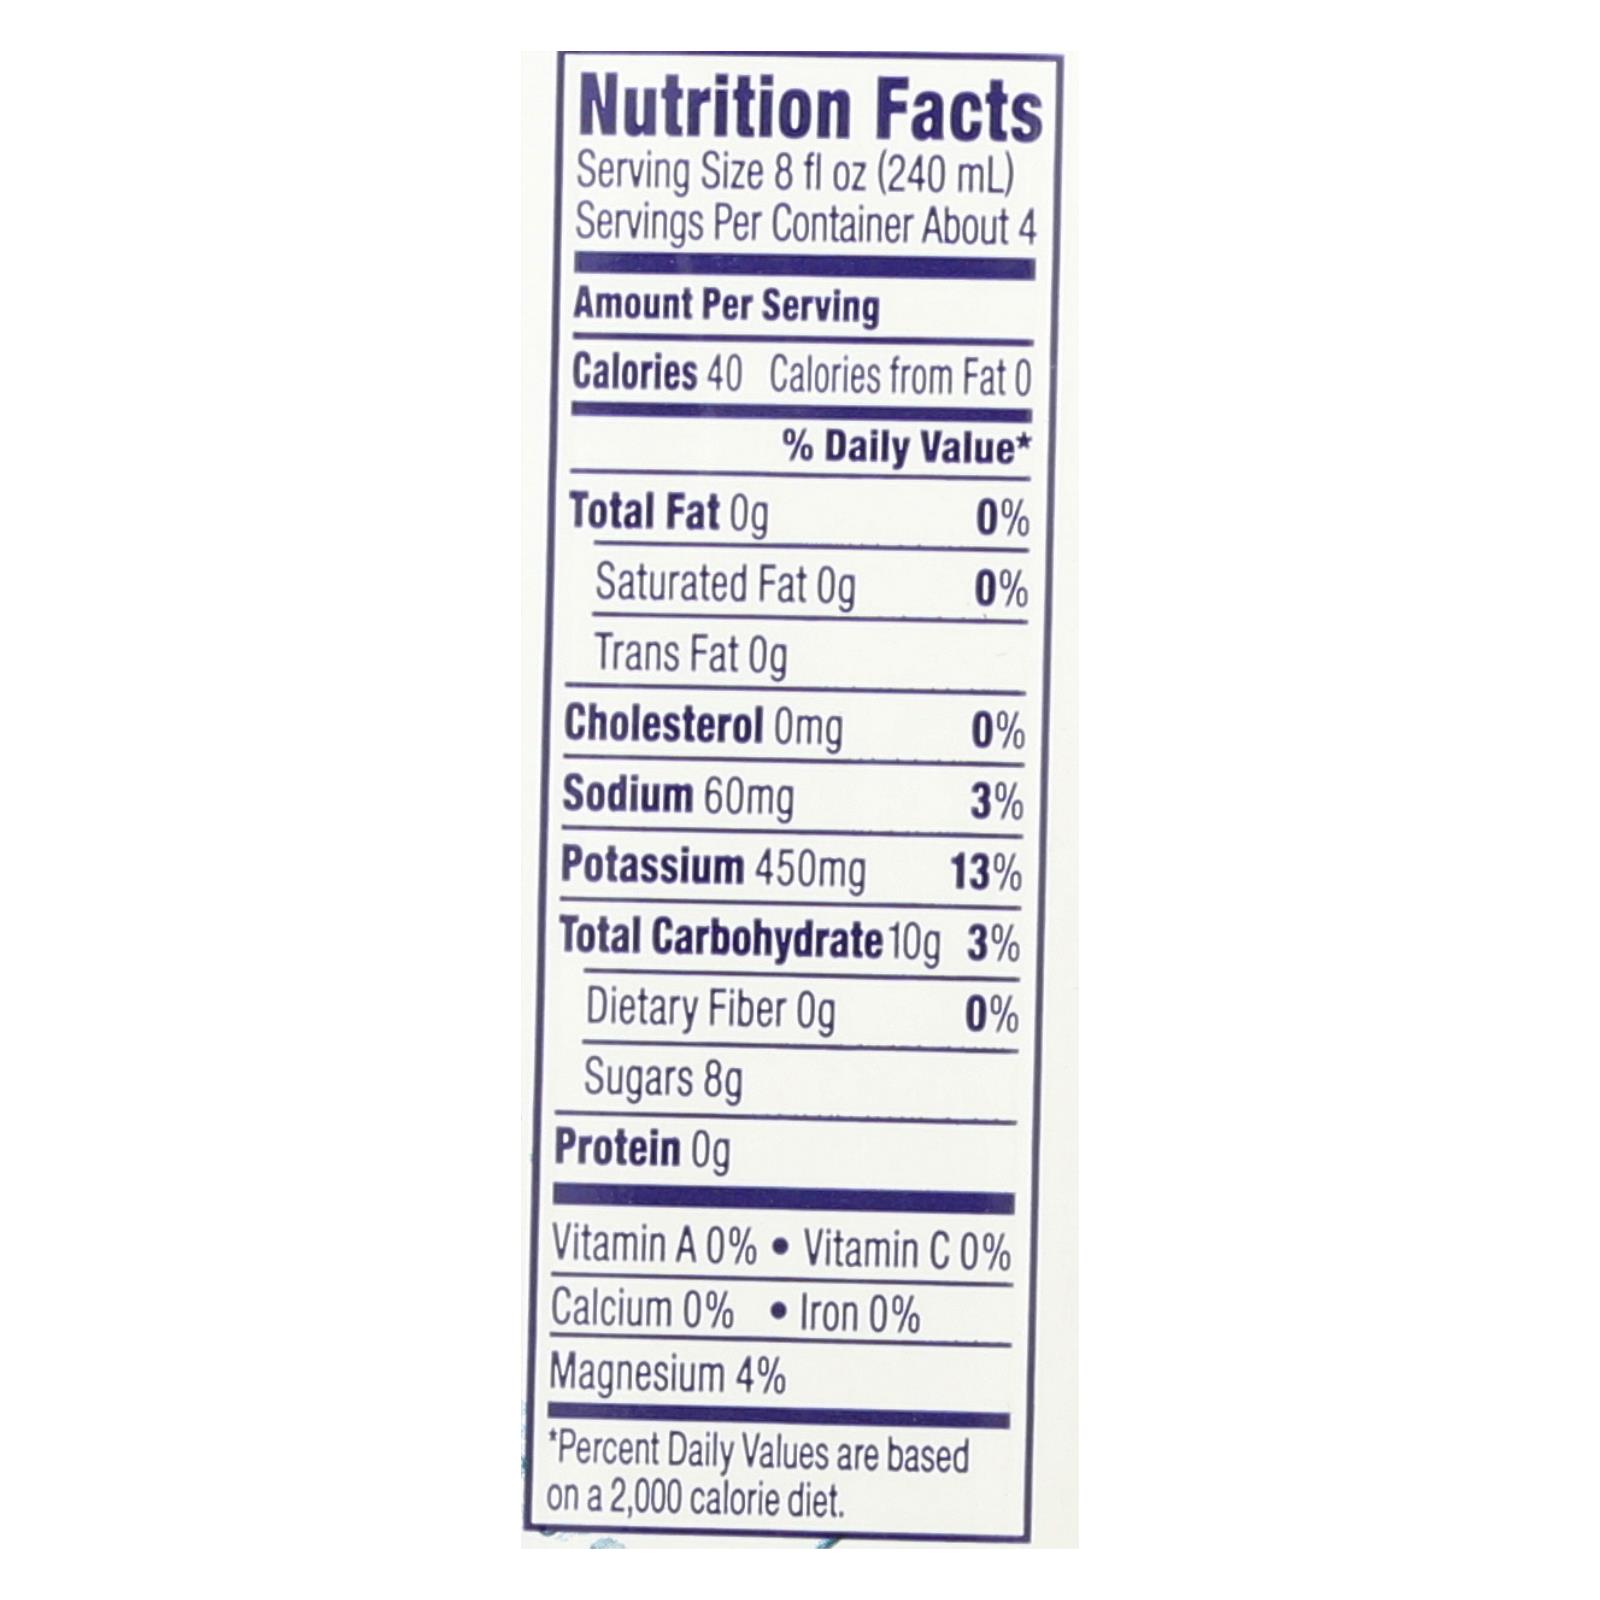 Nutrition Facts
Serving Size 8 fl oz (240 mL)
Servings Per Container About 4
Amount Per Serving
Calories 40 Calories from Fat 0
% Daily Value*
Total Fat 0g 0%
Saturated Fat 0g 0%
Trans Fat 0g
Cholesterol 0mg 0%
Sodium 60mg 3%
Potassium 450mg 13%
Total Carbohydrate 10g 3%
Dietary Fiber 0g 0%
Sugars 8g
Protein 0g
Vitamin A 0% • Vitamin C 0%
Calcium 0% • Iron 0%
Magnesium 4%
*Percent Daily Values are based
on a 2,000 calorie diet.